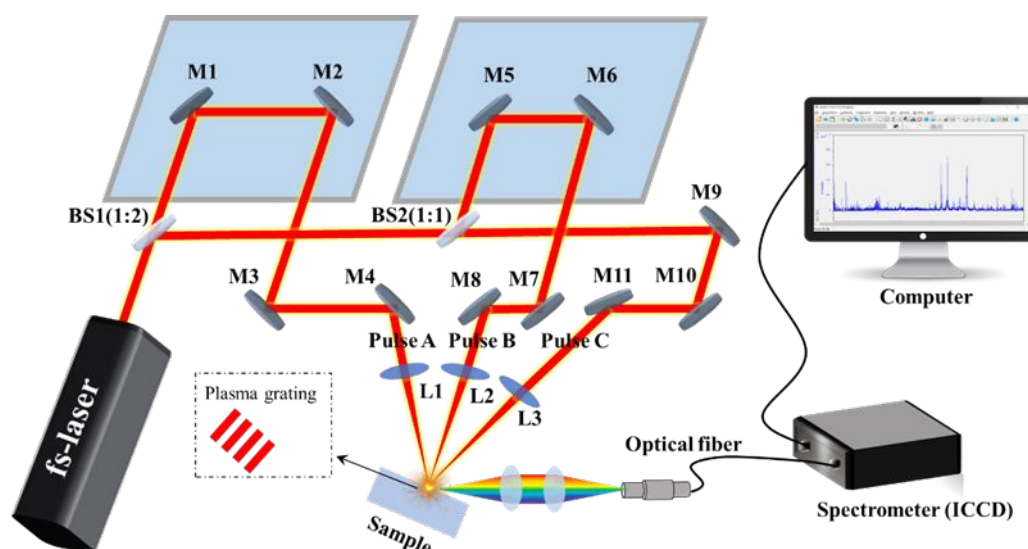 M1
M2
M5
M6
BS1(1:2)
BS2(1:1)
M9
M3
M4
M8
M7
M11
M10
Computer
Pulse A
Pulse B
Pulse C
L1
L2
L3
Plasma grating
fs-laser
Optical fiber
Sample
Spectrometer (ICCD)